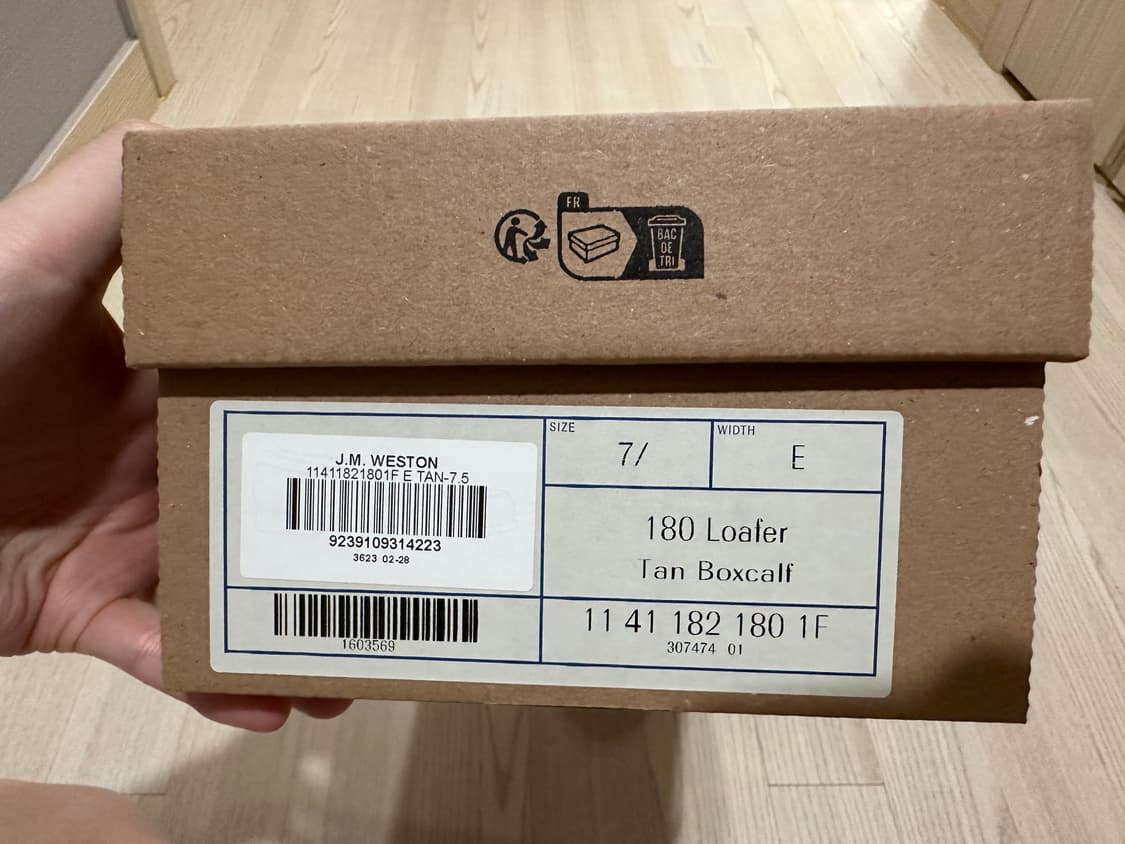 FR
BAC
DE
TRI
J.M. WESTON
11411821801F E TAN-7.5
9239109314223
3623 02-28
1603569
SIZE
7/
WIDTH
E
180 Loafer
Tan Boxcalf
11 41 182 180 1F
307474 01